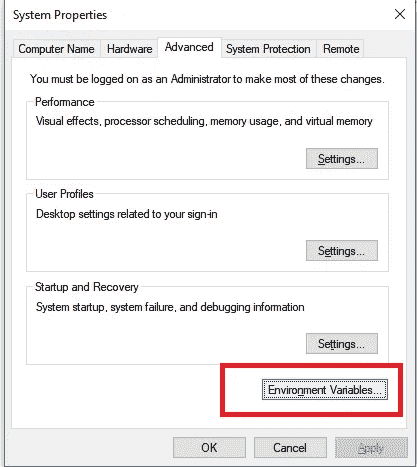 System Properties
Computer Name Hardware Advanced System Protection Remote
You must be logged on as an Administrator to make most of these changes.
Performance
Visual effects, processor scheduling, memory usage, and virtual memory
Settings...
User Profiles
Desktop settings related to your sign-in
Settings...
Startup and Recovery
System startup, system failure, and debugging information
Settings...
Environment Variables...
OK Cancel Apply